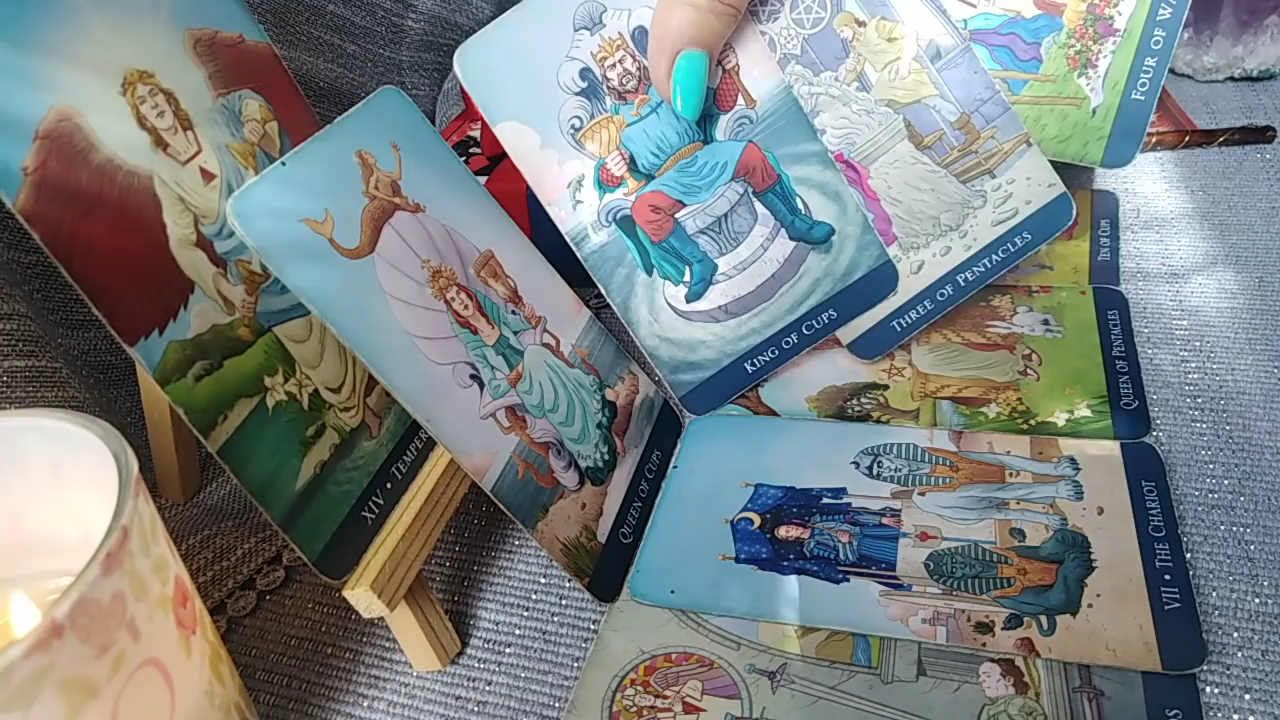 FOUR OF WA
KING OF CUPS
THREE OF PENTACLES
TEN OF CUPS
QUEEN OF PENTACLES
XIV • TEMPER
QUEEN OF CUPS
VII • THE CHARIOT
DS